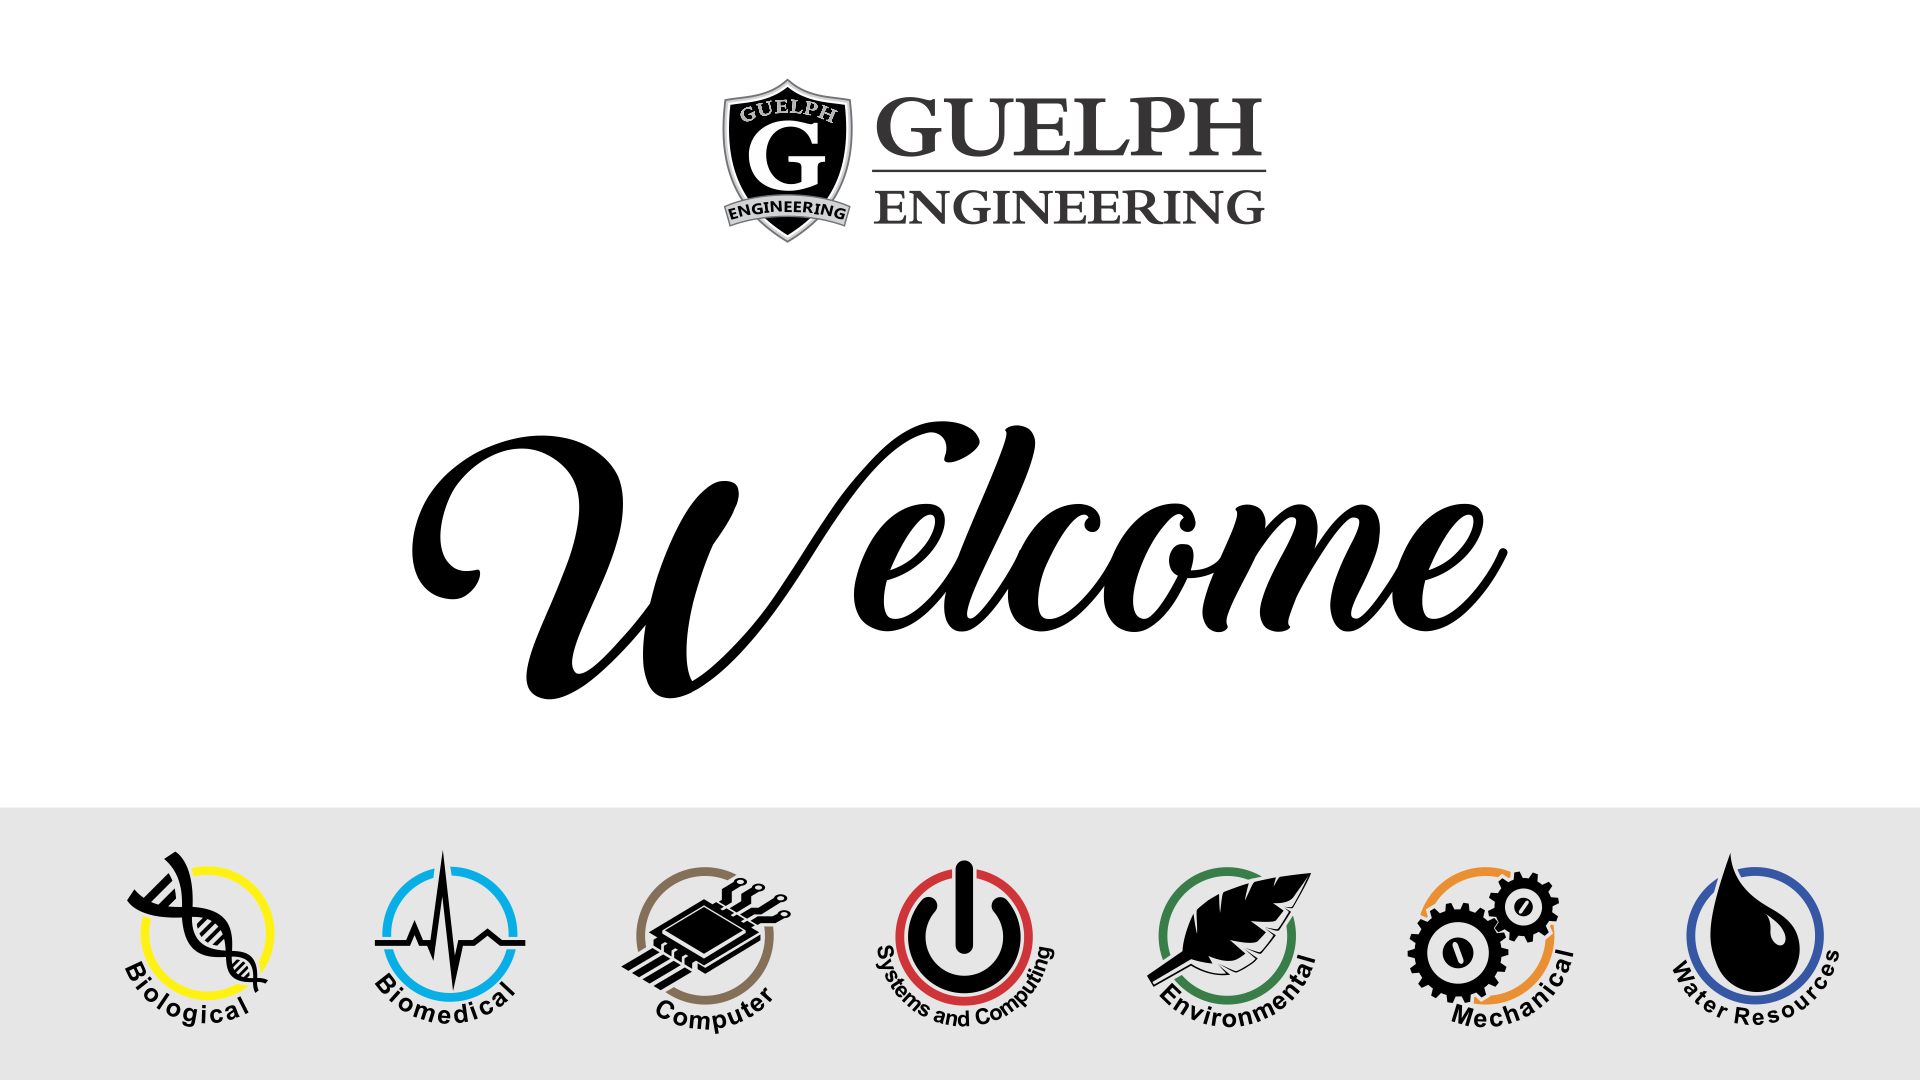 GUELPH
G
ENGINEERING
GUELPH
ENGINEERING
Welcome
Biological
Biomedical
Computer
Systems and Computing
Environmental
Mechanical
Water Resources